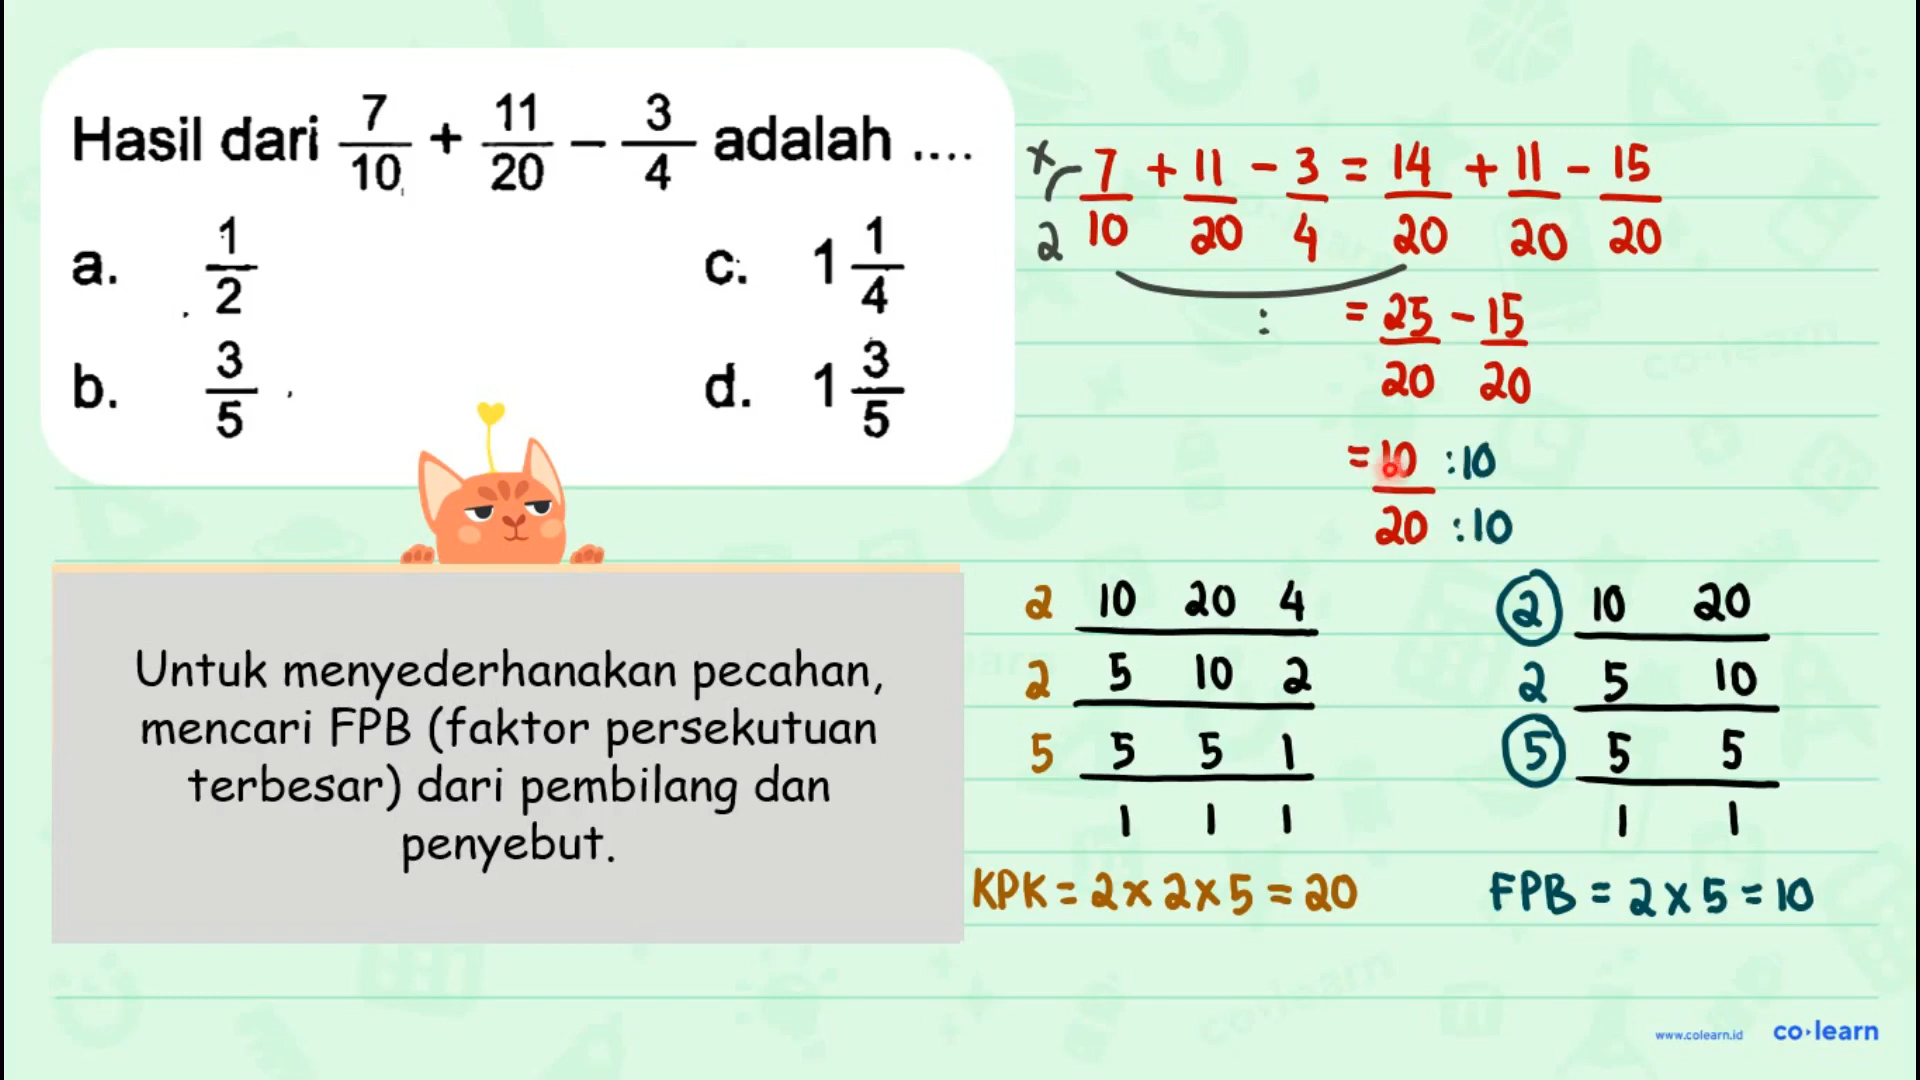 Hasil dari 7/10 + 11/20 - 3/4 adalah ....
a. 1/2
b. 3/5
c. 1 1/4
d. 1 3/5
Untuk menyederhanakan pecahan,
mencari FPB (faktor persekutuan
terbesar) dari pembilang dan
penyebut.
x 2
7/10 + 11/20 - 3/4 = 14/20 + 11/20 - 15/20
:
= 25/20 - 15/20
= 10/20 :10 :10
2 10 20 4
2 5 10 2
5 5 5 1
1 1 1
KPK = 2 x 2 x 5 = 20
2 10 20
2 5 10
5 5 5
1 1
FPB = 2 x 5 = 10
www.colearn.id
co·learn